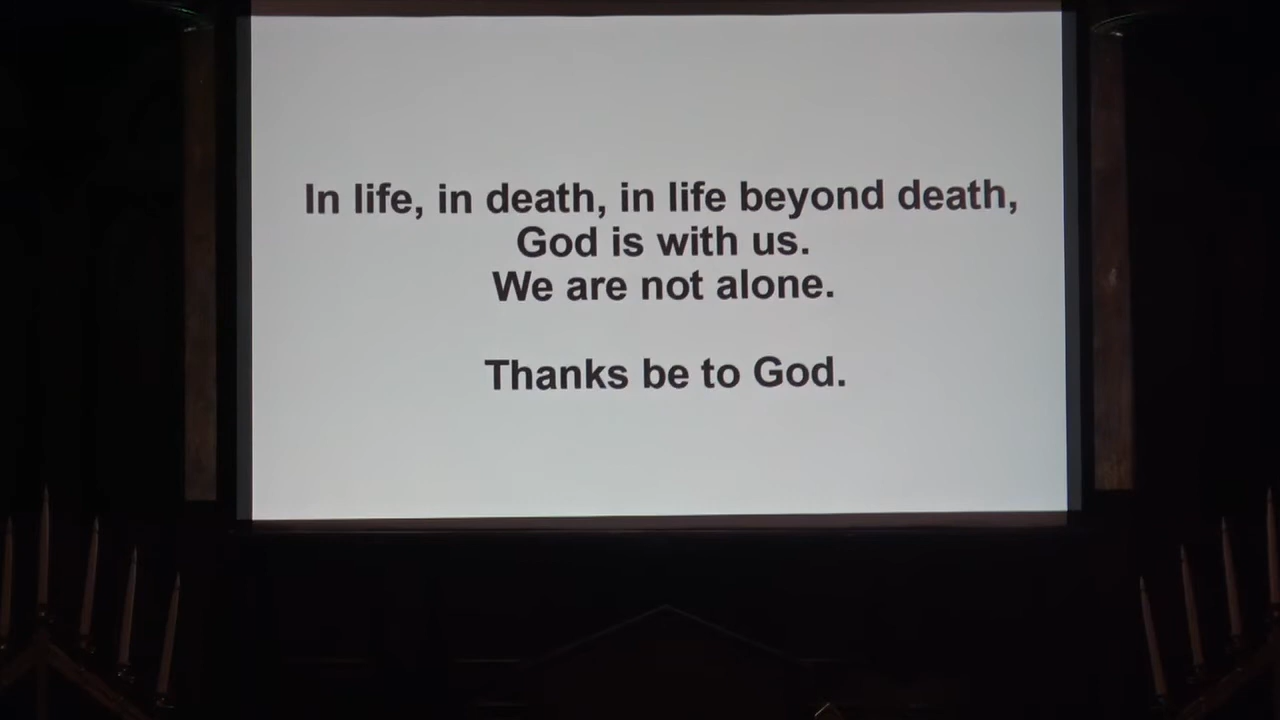 In life, in death, in life beyond death,
God is with us.
We are not alone.
Thanks be to God.